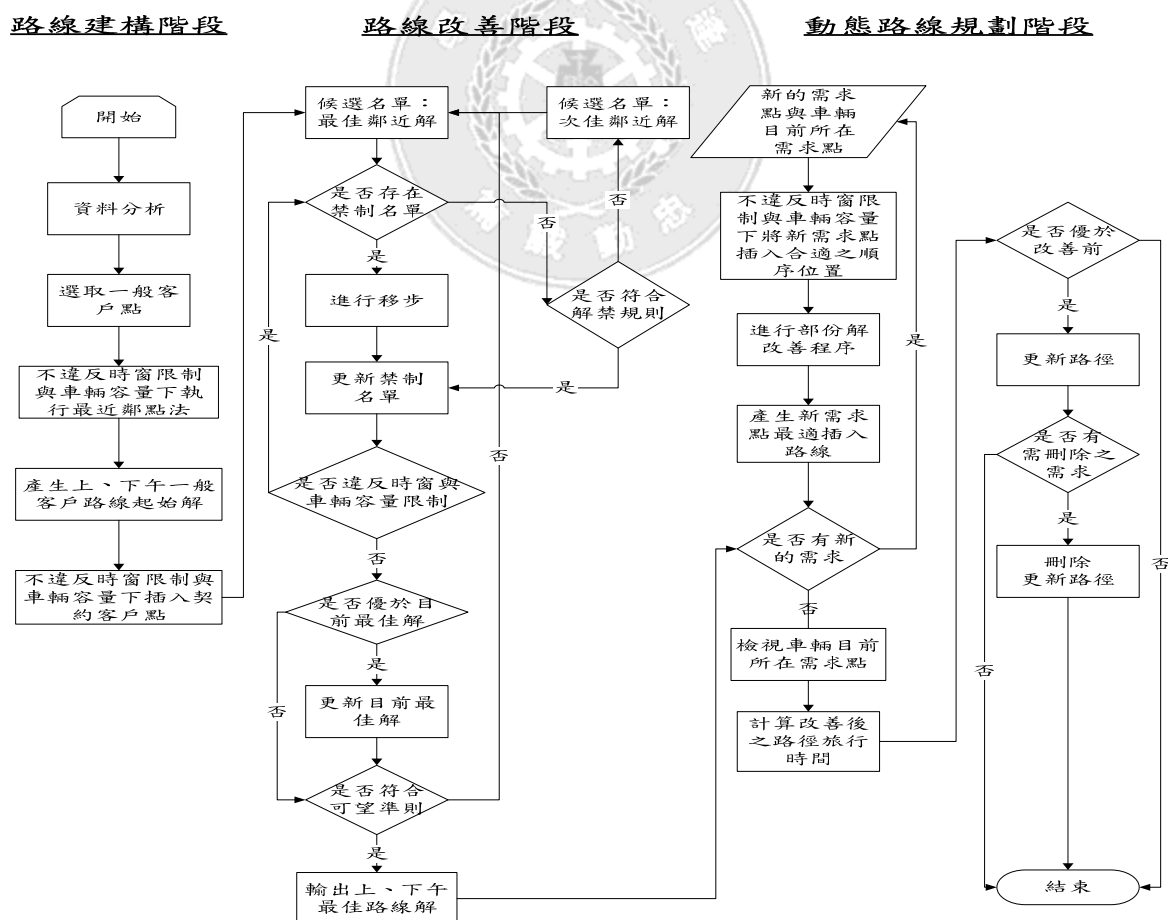 路線建構階段
路線改善階段
動態路線規劃階段
開始
資料分析
選取一般客
戶點
不違反時窗限制
與車輛容量下執
行最近鄰點法
產生上、下午一般
客戶路線起始解
不違反時窗限制與
車輛容量下插入契
約客戶點
候選名單：
最佳鄰近解
候選名單：
次佳鄰近解
是否存在
禁制名單
否
否
是
進行移步
是否符合
解禁規則
是
更新禁制
名單
是
是否違反時窗與
車輛容量限制
否
否
是否優於目
前最佳解
是
否
更新目前最
佳解
是否符合
可望準則
是
輸出上、下午
最佳路線解
新的需求
點與車輛
目前所在
需求點
不違反時窗限
制與車輛容量
下將新需求點
插入合適之順
序位置
進行部份解
改善程序
是
產生新需求
點最適插入
路線
是否有新
的需求
否
檢視車輛目前
所在需求點
計算改善後
之路徑旅行
時間
是否優於
改善前
是
更新路徑
是否有
需刪除之
需求
是
否
刪除
更新路徑
否
結束